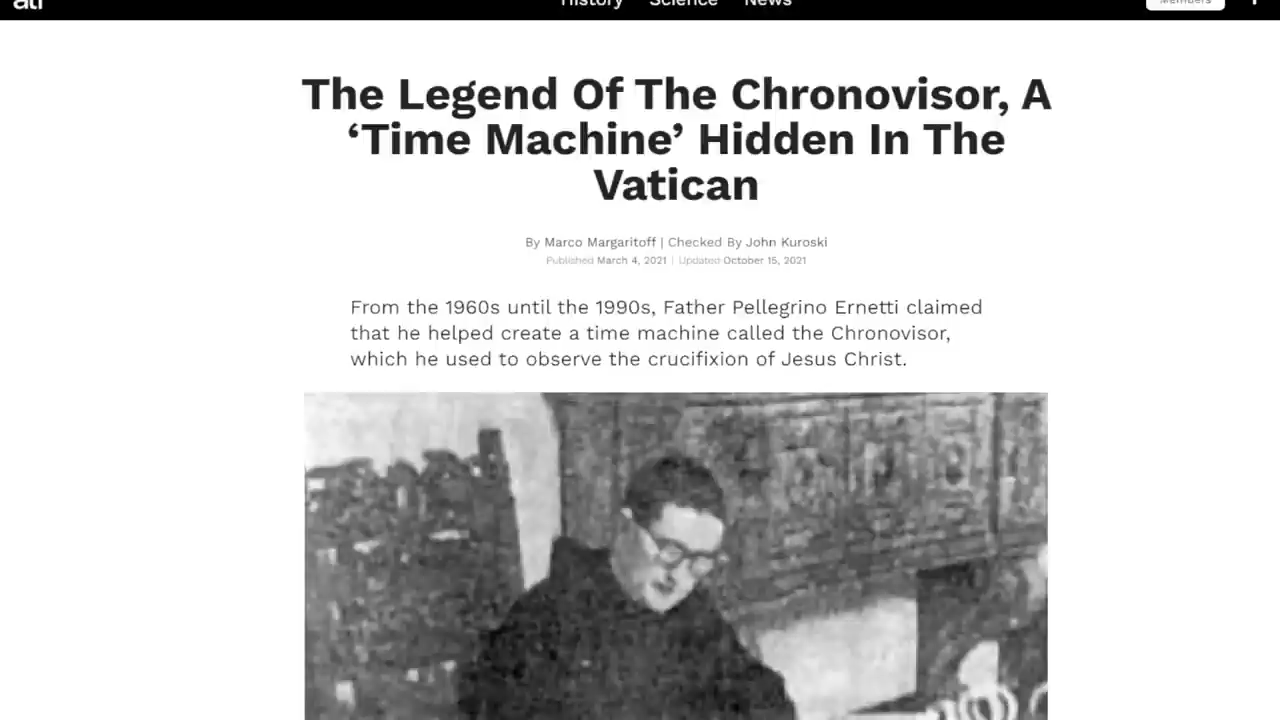 ati
History Science News
Members
The Legend Of The Chronovisor, A
‘Time Machine’ Hidden In The
Vatican
By Marco Margaritoff | Checked By John Kuroski
Published March 4, 2021 | Updated October 15, 2021
From the 1960s until the 1990s, Father Pellegrino Ernetti claimed
that he helped create a time machine called the Chronovisor,
which he used to observe the crucifixion of Jesus Christ.